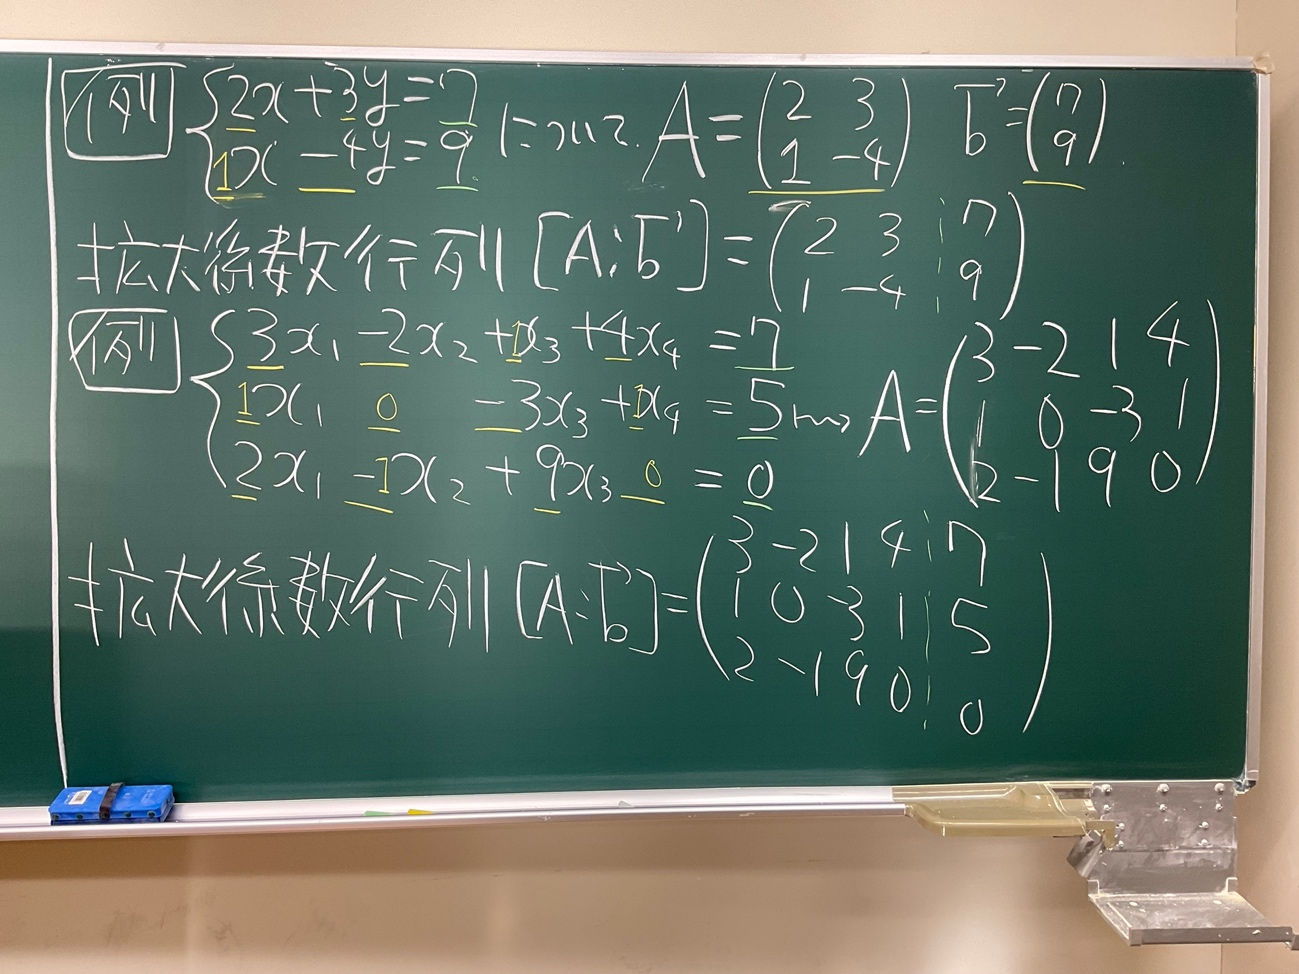 例 { 2x+3y=7 について. A=(2 3 b→=(7
1x -4y=9 1 -4) 9).
拡大係数行列 [A:b→]=(2 3 ¦ 7
1 -4 ¦ 9)
例 { 3x₁ -2x₂ +1x₃ +4x₄ =7 A=(3 -2 1 4
1x₁ 0 -3x₃ +1x₄ =5 1 0 -3 1
2x₁ -1x₂ +9x₃ 0 =0 2 -1 9 0)
拡大係数行列 [A:b→]=(3 -2 1 4 ¦ 7
1 0 -3 1 ¦ 5
2 -1 9 0 ¦ 0)